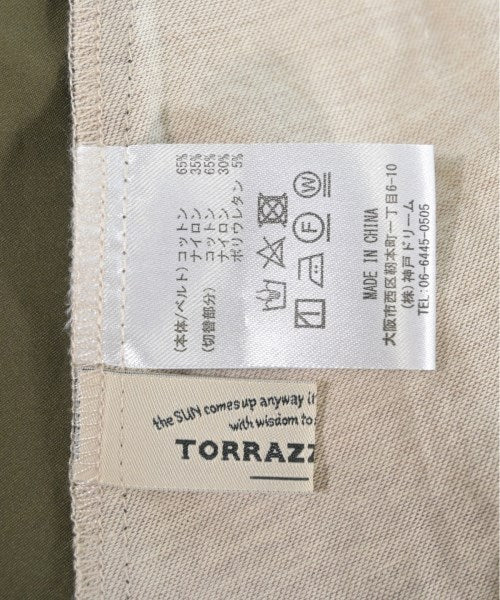 (本体/ベルト) コットン 65%
ナイロン 35%
(切替部分) コットン 65%
ナイロン 30%
ポリウレタン 5%
W
F
MADE IN CHINA
大阪市西区靭本町一丁目6-10
(株)神戸ドリーム
TEL: 06-6445-0505
the SUN comes up anyway
with wisdom to
TORRAZZ